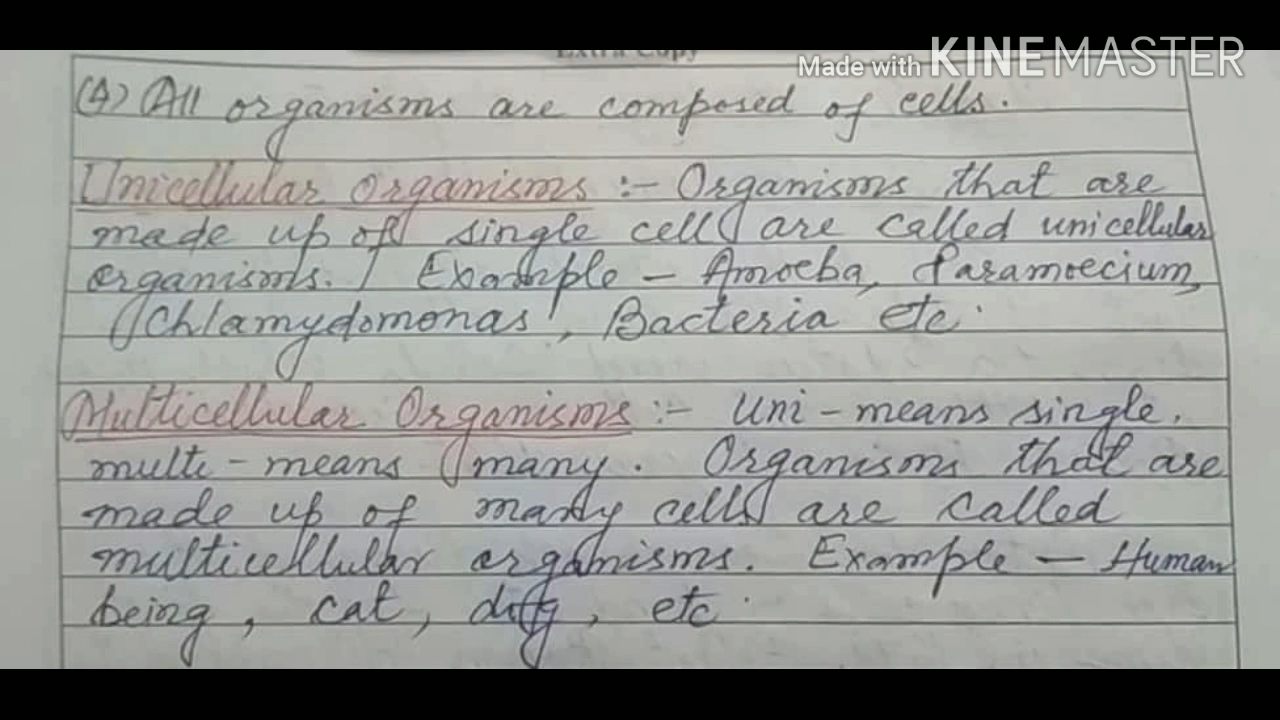 Extra Copy
Made with KINEMASTER
(4) All organisms are composed of cells.
Unicellular Organisms :- Organisms that are
made up of single cell are called unicellular
organisms. Example - Amoeba, Paramoecium,
Chlamydomonas, Bacteria etc.
Multicellular Organisms :- Uni - means single.
multi - means many. Organisms that are
made up of many cells are called
multicellular organisms. Example - Human
being, cat, dog, etc.